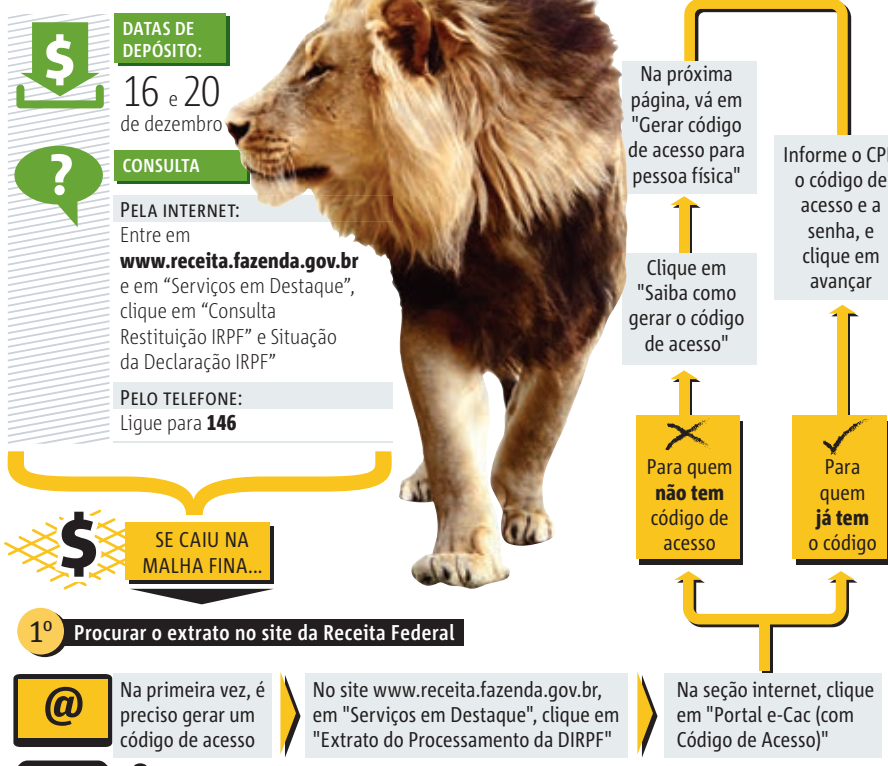 DATAS DE
DEPÓSITO:
16 e 20
de dezembro
CONSULTA
PELA INTERNET:
Entre em
www.receita.fazenda.gov.br
e em “Serviços em Destaque”,
clique em “Consulta
Restituição IRPF” e Situação
da Declaração IRPF”
PELO TELEFONE:
Ligue para 146
$
SE CAIU NA
MALHA FINA...
1º Procurar o extrato no site da Receita Federal
@
Na primeira vez, é
preciso gerar um
código de acesso
No site www.receita.fazenda.gov.br,
em "Serviços em Destaque", clique em
"Extrato do Processamento da DIRPF"
Na seção internet, clique
em "Portal e-Cac (com
Código de Acesso)"
Para quem
não tem
código de
acesso
Clique em
"Saiba como
gerar o código
de acesso"
Na próxima
página, vá em
"Gerar código
de acesso para
pessoa física"
Para
quem
já tem
o código
Informe o CPF
o código de
acesso e a
senha, e
clique em
avançar